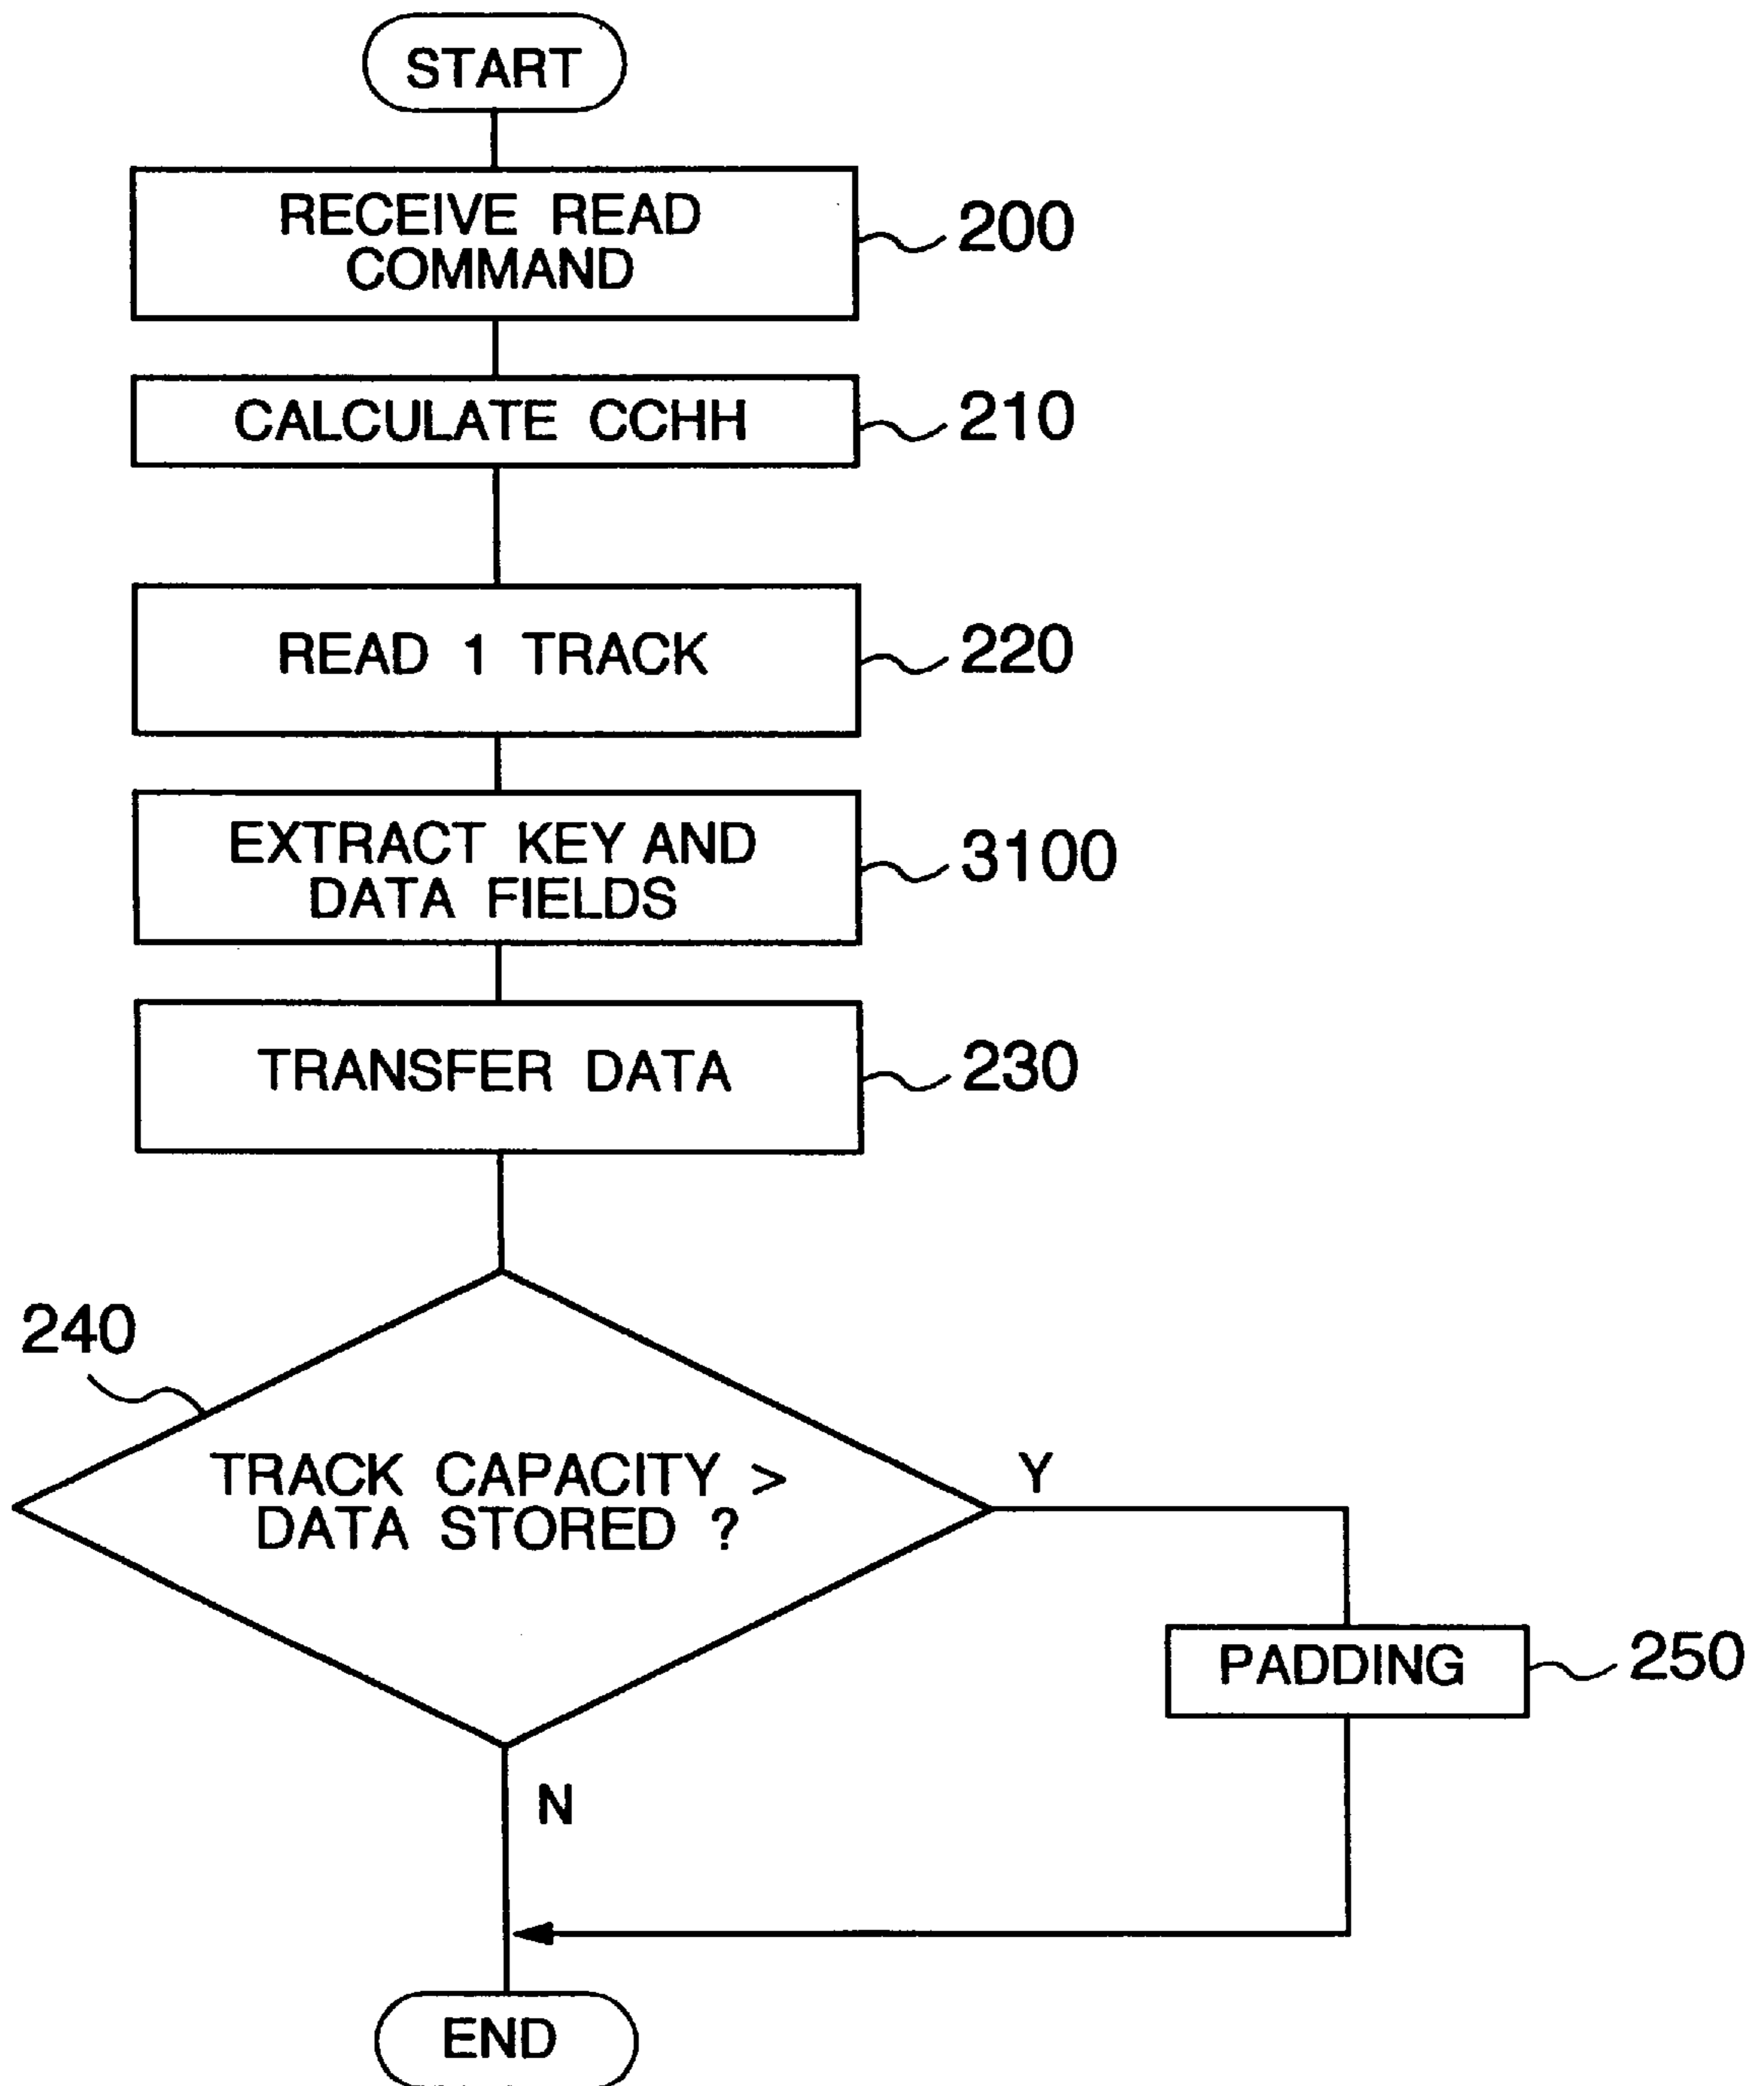 START
RECEIVE READ
COMMAND
200
CALCULATE CCHH
210
READ 1 TRACK
220
EXTRACT KEY AND
DATA FIELDS
3100
TRANSFER DATA
230
240
TRACK CAPACITY >
DATA STORED ?
Y
PADDING
250
N
END